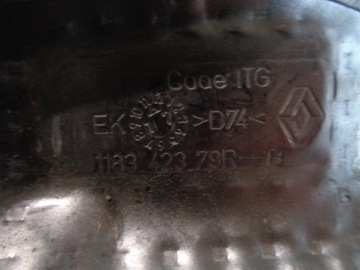 Code ITG
EK >D74<
1183 423 79R